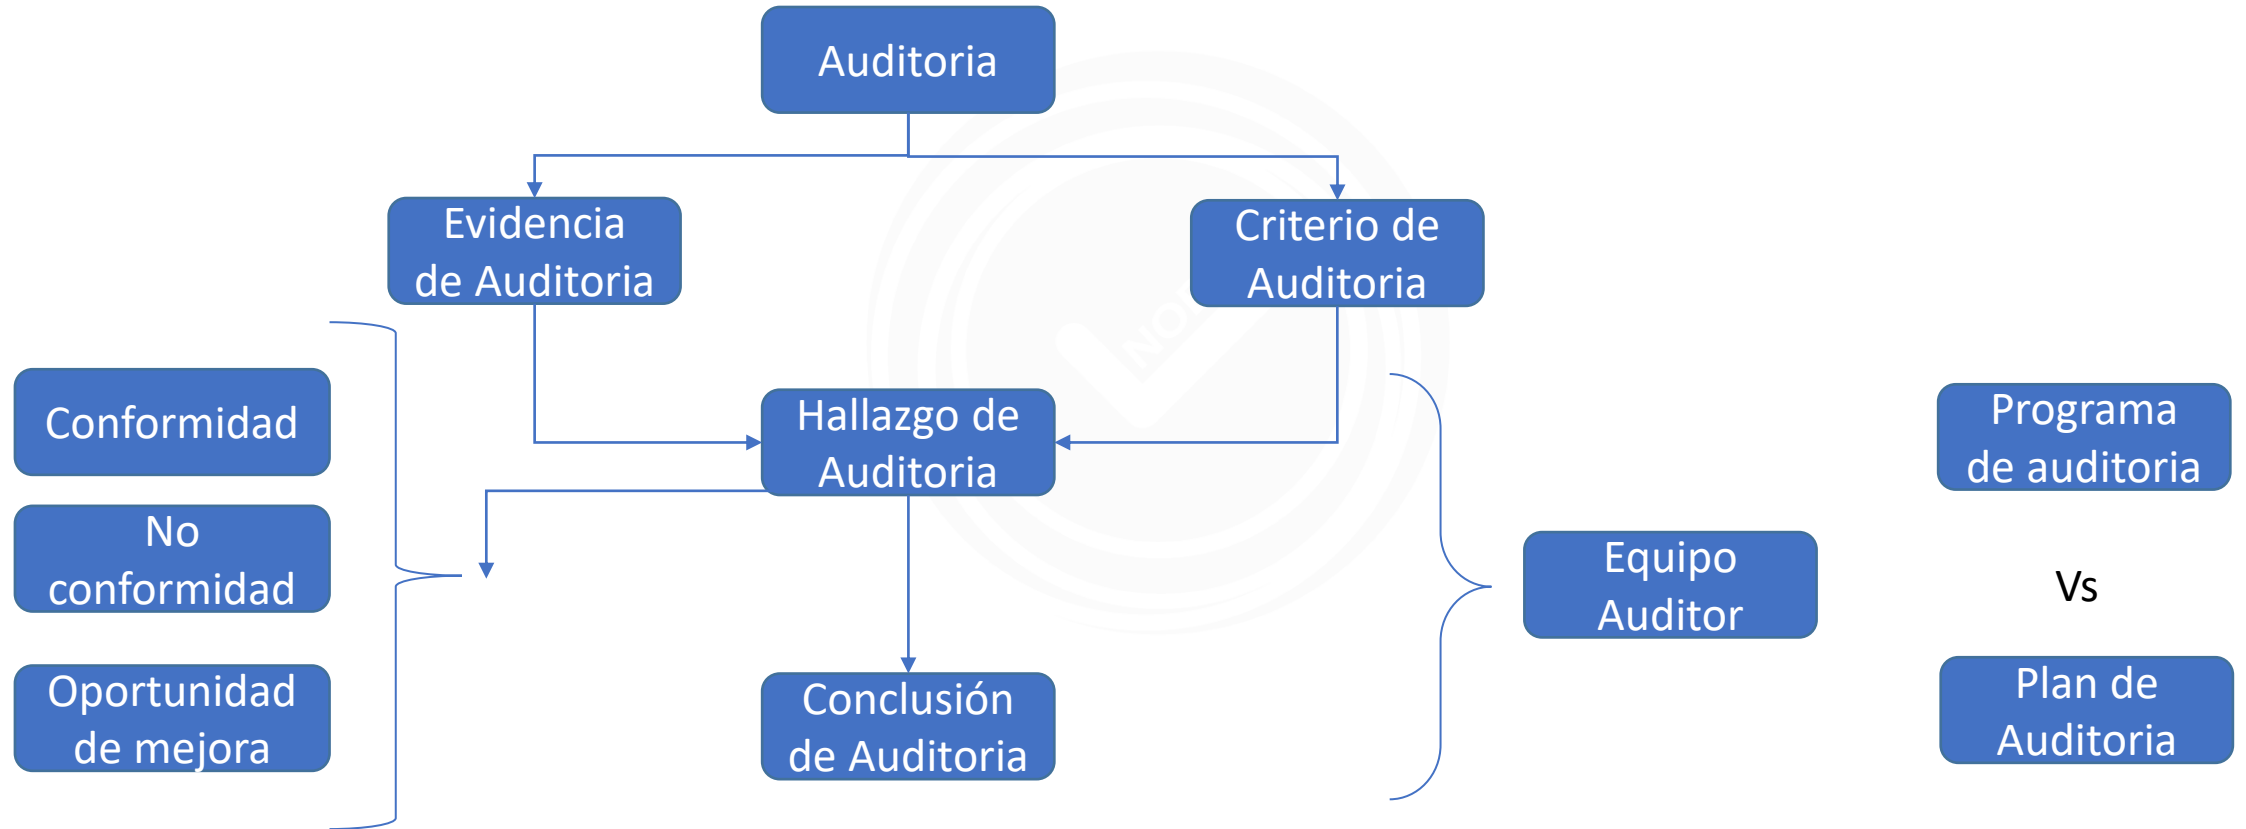 Auditoria
Evidencia
de Auditoria
Criterio de
Auditoria
Conformidad
No
conformidad
Oportunidad
de mejora
Hallazgo de
Auditoria
Conclusión
de Auditoria
Equipo
Auditor
Programa
de auditoria
Vs
Plan de
Auditoria